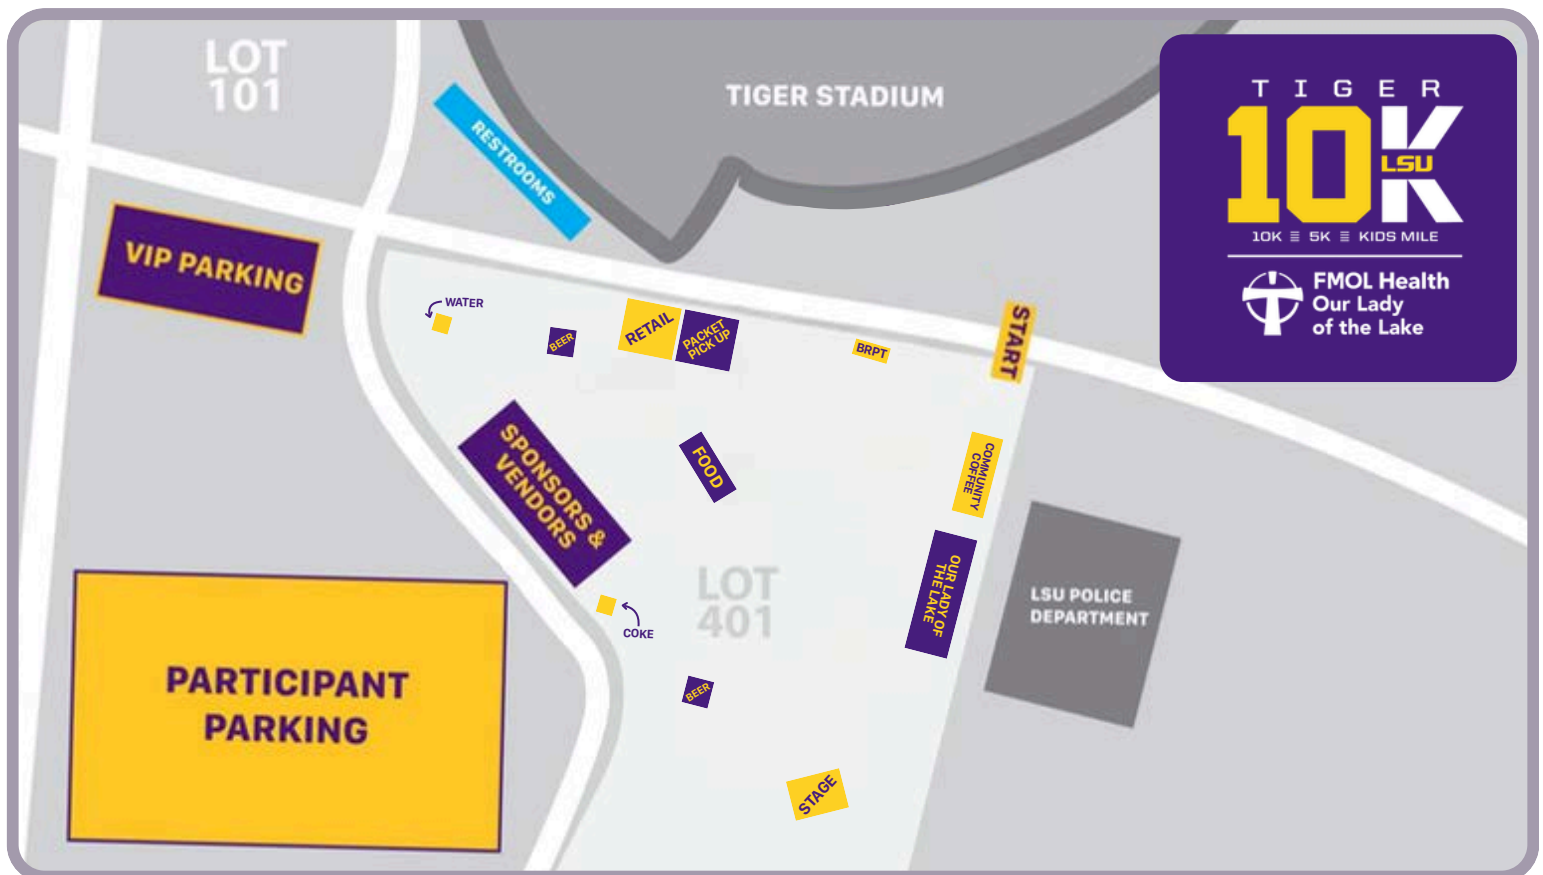 LOT
101
TIGER STADIUM
RESTROOMS
TIGER
10K
LSU
10K 5K KIDS MILE
FMOL Health
Our Lady
of the Lake
VIP PARKING
WATER
BEER
RETAIL
PACKET
PICK UP
BRPT
START
SPONSORS &
VENDORS
FOOD
COMMUNITY
COFFEE
OUR LADY OF
THE LAKE
LSU POLICE
DEPARTMENT
LOT
401
COKE
PARTICIPANT
PARKING
BEER
STAGE